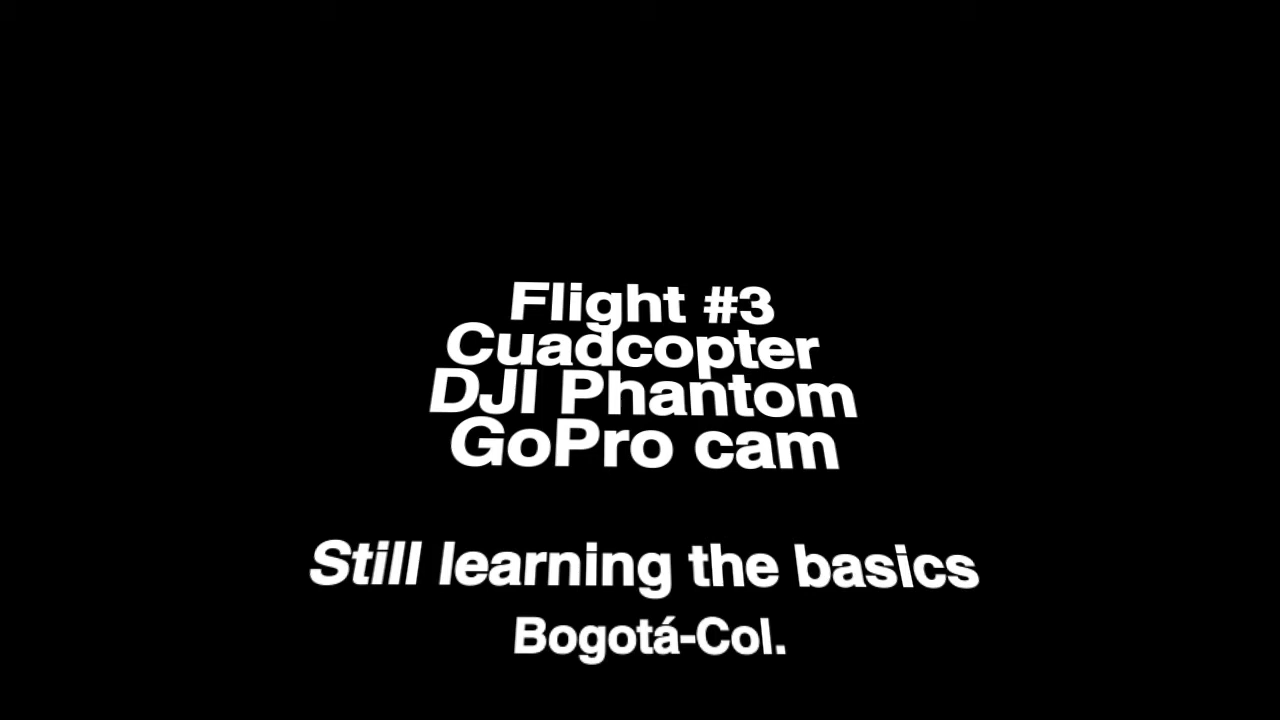 Flight #3
Cuadcopter
DJI Phantom
GoPro cam
Still learning the basics
Bogotá-Col.